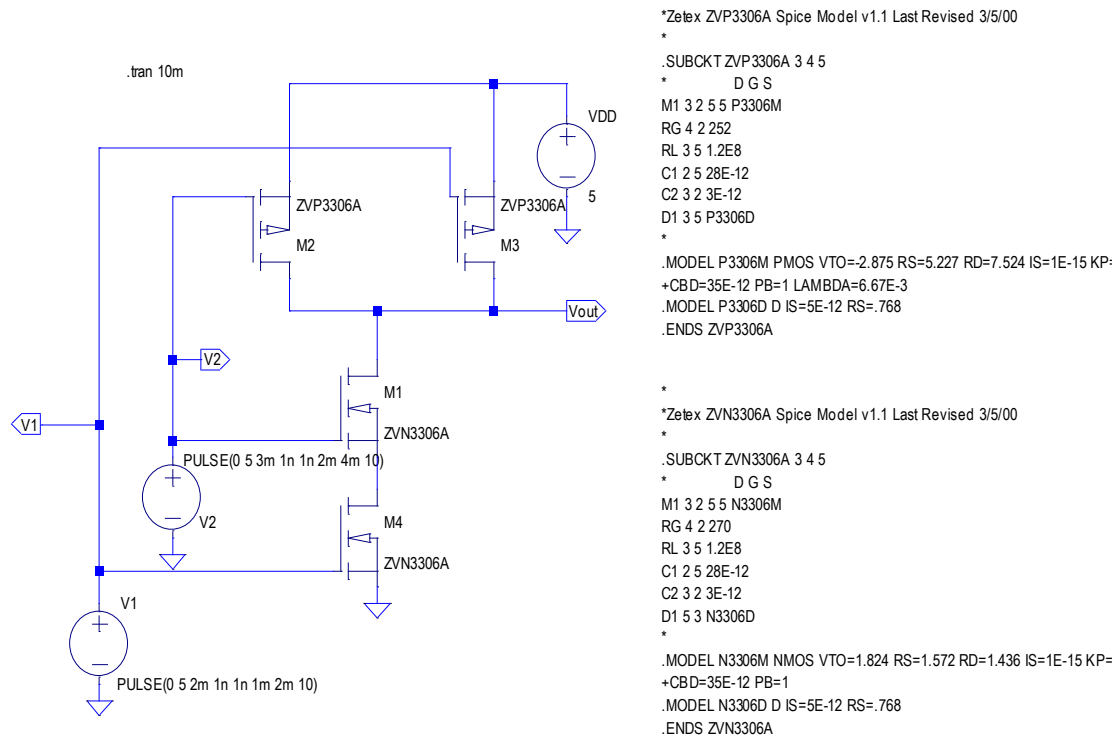 .tran 10m
VDD
5
ZVP3306A
M2
ZVP3306A
M3
Vout
V2
V1
M1
ZVN3306A
PULSE(0 5 3m 1n 1n 2m 4m 10)
V2
M4
ZVN3306A
V1
PULSE(0 5 2m 1n 1n 1m 2m 10)
*Zetex ZVP3306A Spice Model v1.1 Last Revised 3/5/00
*
.SUBCKT ZVP3306A 3 4 5
* D G S
M1 3 2 5 5 P3306M
RG 4 2 252
RL 3 5 1.2E8
C1 2 5 28E-12
C2 3 2 3E-12
D1 3 5 P3306D
*
.MODEL P3306M PMOS VTO=-2.875 RS=5.227 RD=7.524 IS=1E-15 KP=
+CBD=35E-12 PB=1 LAMBDA=6.67E-3
.MODEL P3306D D IS=5E-12 RS=.768
.ENDS ZVP3306A
*
*Zetex ZVN3306A Spice Model v1.1 Last Revised 3/5/00
*
.SUBCKT ZVN3306A 3 4 5
* D G S
M1 3 2 5 5 N3306M
RG 4 2 270
RL 3 5 1.2E8
C1 2 5 28E-12
C2 3 2 3E-12
D1 5 3 N3306D
*
.MODEL N3306M NMOS VTO=1.824 RS=1.572 RD=1.436 IS=1E-15 KP=
+CBD=35E-12 PB=1
.MODEL N3306D D IS=5E-12 RS=.768
.ENDS ZVN3306A